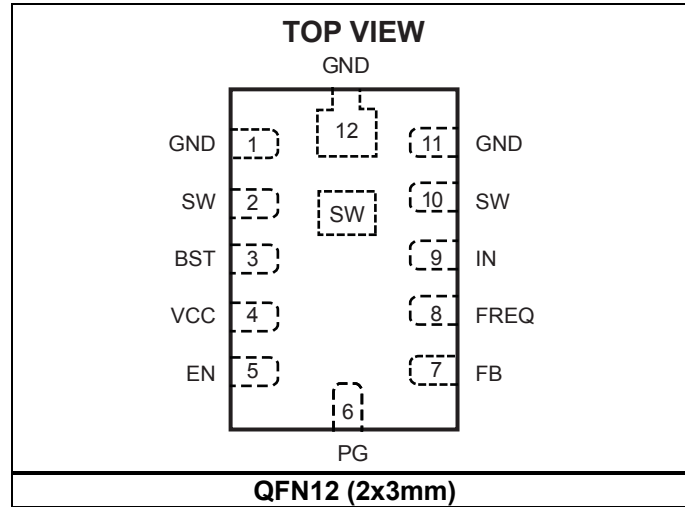 TOP VIEW
GND
12
GND 1 11 GND
SW 2 SW 10 SW
BST 3 9 IN
VCC 4 8 FREQ
EN 5 7 FB
6
PG
QFN12 (2x3mm)